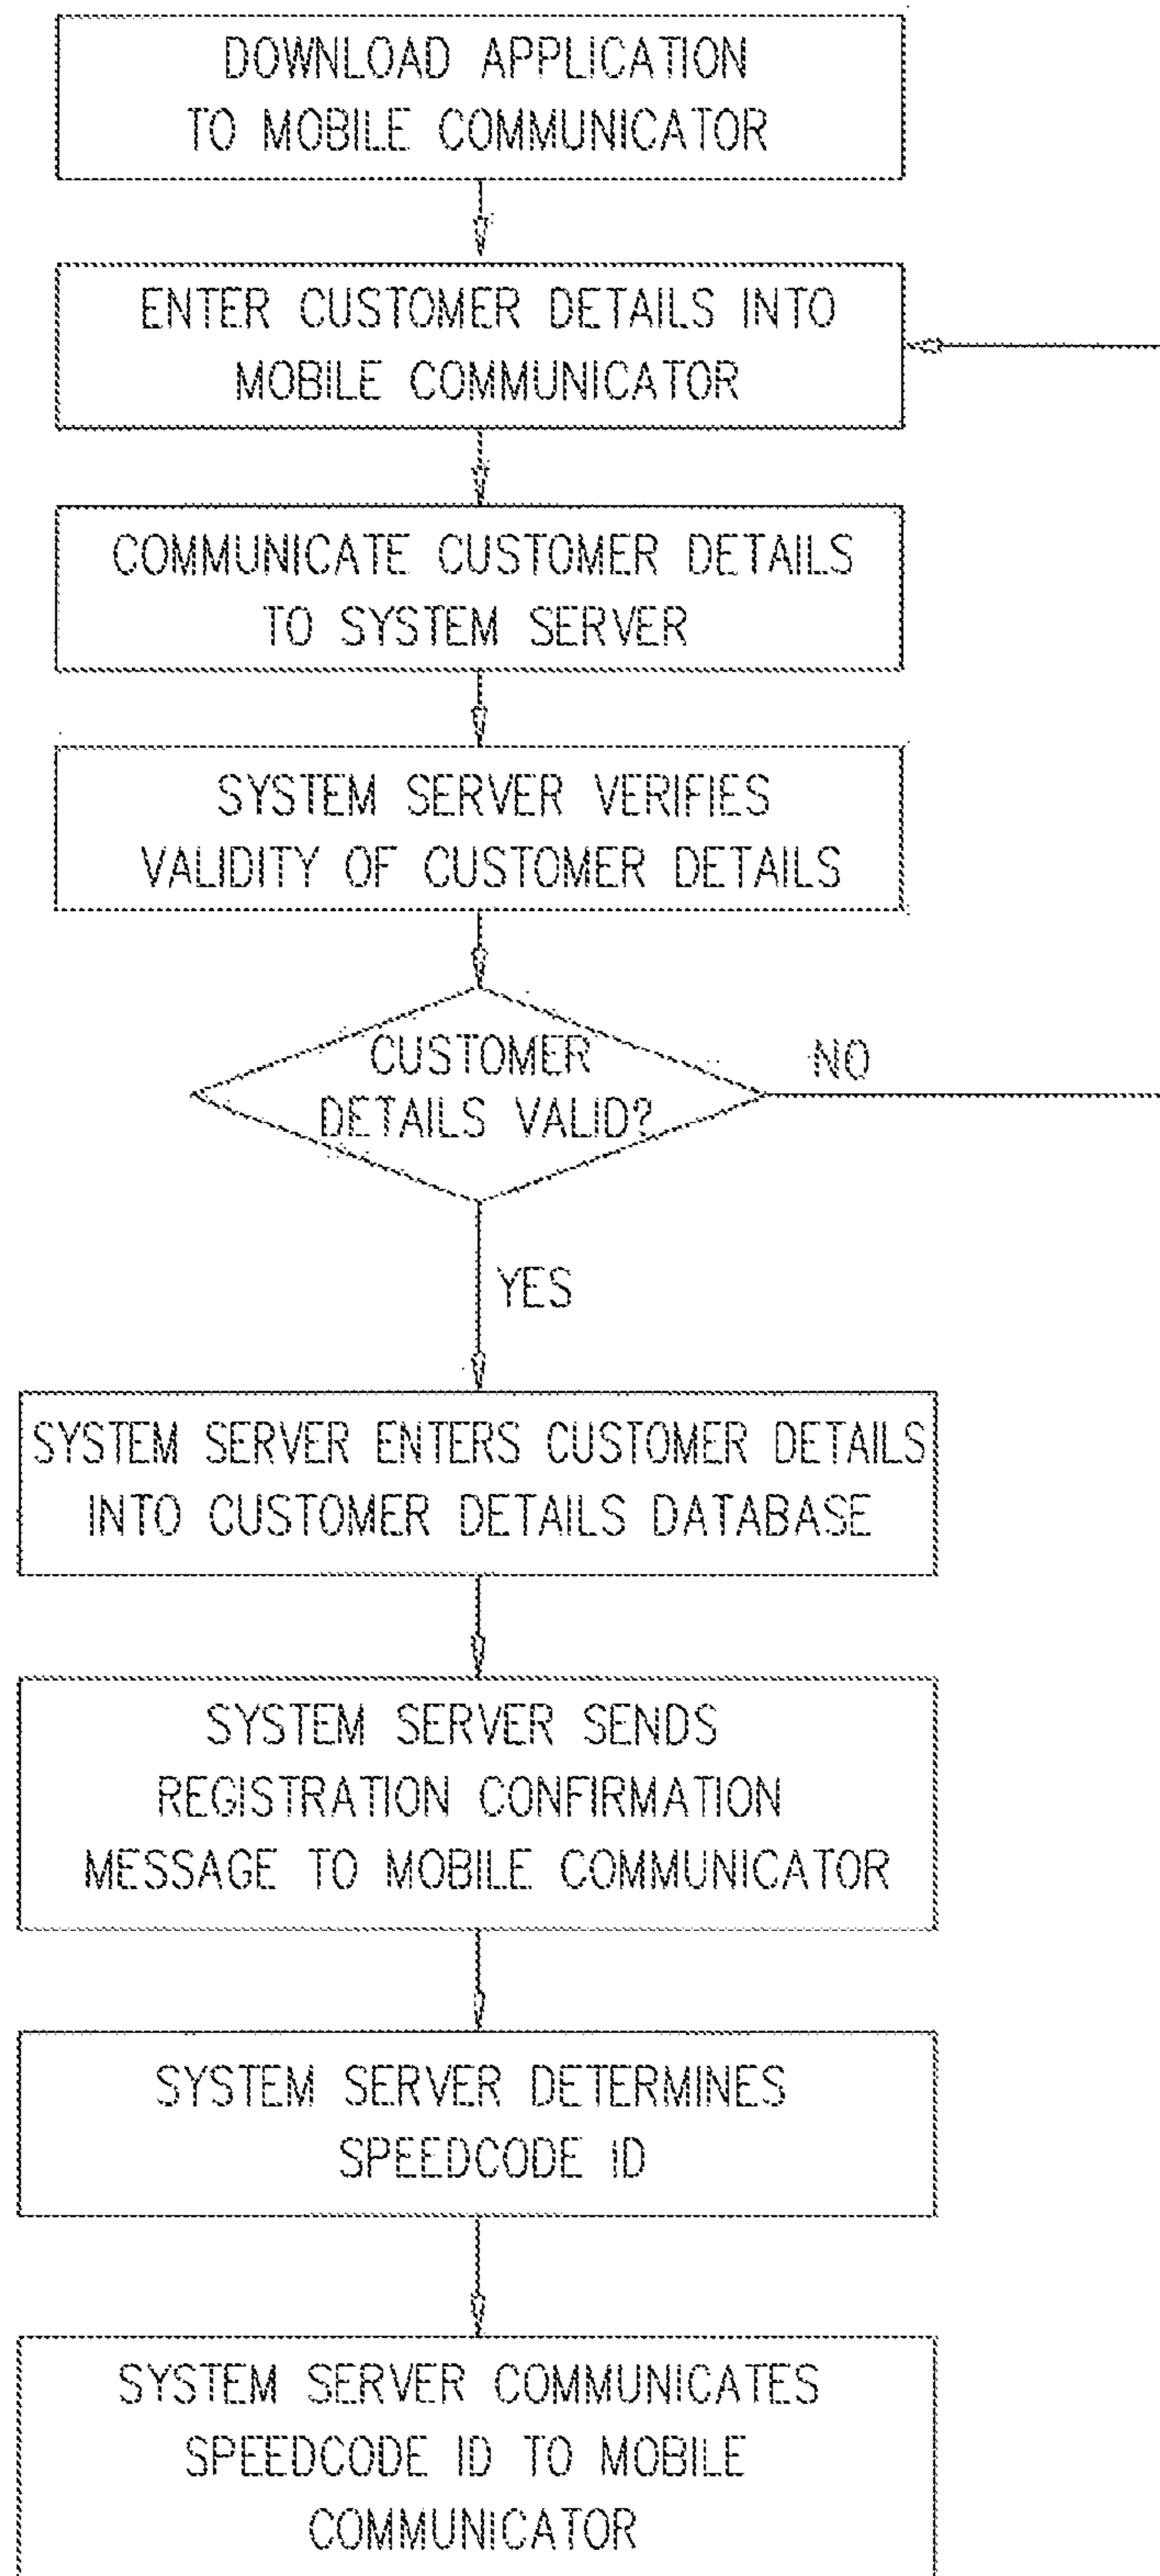 DOWNLOAD APPLICATION
TO MOBILE COMMUNICATOR
ENTER CUSTOMER DETAILS INTO
MOBILE COMMUNICATOR
COMMUNICATE CUSTOMER DETAILS
TO SYSTEM SERVER
SYSTEM SERVER VERIFIES
VALIDITY OF CUSTOMER DETAILS
CUSTOMER
DETAILS VALID?
NO
YES
SYSTEM SERVER ENTERS CUSTOMER DETAILS
INTO CUSTOMER DETAILS DATABASE
SYSTEM SERVER SENDS
REGISTRATION CONFIRMATION
MESSAGE TO MOBILE COMMUNICATOR
SYSTEM SERVER DETERMINES
SPEEDCODE ID
SYSTEM SERVER COMMUNICATES
SPEEDCODE ID TO MOBILE
COMMUNICATOR